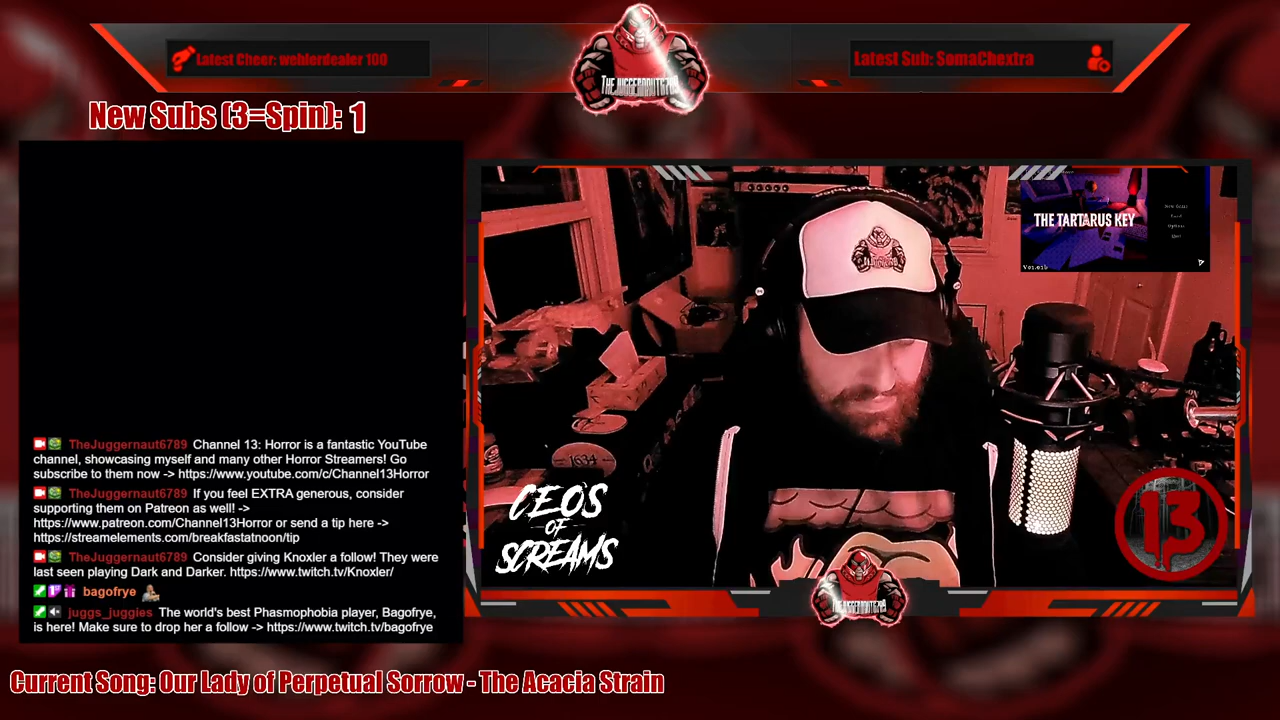 Latest Cheer: wehlerdealer 100
THEJUGGERNAUT6789
Latest Sub: SomaChextra
New Subs (3=Spin): 1
THE TARTARUS KEY
TheJuggernaut6789 Channel 13: Horror is a fantastic YouTube
channel, showcasing myself and many other Horror Streamers! Go
subscribe to them now -> https://www.youtube.com/c/Channel13Horror
TheJuggernaut6789 If you feel EXTRA generous, consider
supporting them on Patreon as well! ->
https://www.patreon.com/Channel13Horror or send a tip here ->
https://streamelements.com/breakfastatnoon/tip
TheJuggernaut6789 Consider giving Knoxler a follow! They were
last seen playing Dark and Darker. https://www.twitch.tv/Knoxler/
bagofrye
juggs_juggies The world's best Phasmophobia player, Bagofrye,
is here! Make sure to drop her a follow -> https://www.twitch.tv/bagofrye
1634
CEO'S
OF
SCREAMS
13
Current Song: Our Lady of Perpetual Sorrow - The Acacia Strain